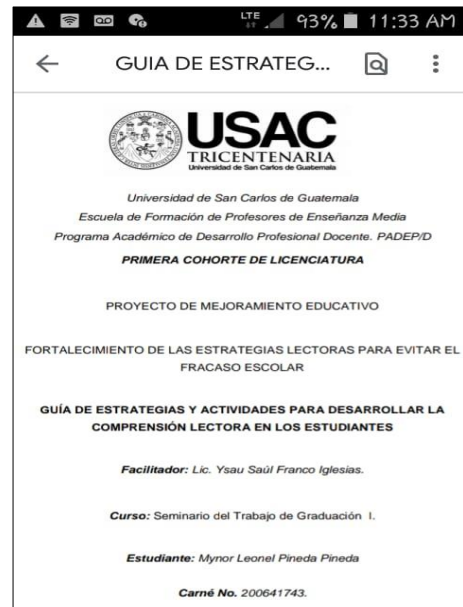 LTE 93% 11:33 AM
GUIA DE ESTRATEG...
USAC
TRICENTENARIA
Universidad de San Carlos de Guatemala
Universidad de San Carlos de Guatemala
Escuela de Formación de Profesores de Enseñanza Media
Programa Académico de Desarrollo Profesional Docente. PADEP/D
PRIMERA COHORTE DE LICENCIATURA
PROYECTO DE MEJORAMIENTO EDUCATIVO
FORTALECIMIENTO DE LAS ESTRATEGIAS LECTORAS PARA EVITAR EL
FRACASO ESCOLAR
GUÍA DE ESTRATEGIAS Y ACTIVIDADES PARA DESARROLLAR LA
COMPRENSIÓN LECTORA EN LOS ESTUDIANTES
Facilitador: Lic. Ysau Saúl Franco Iglesias.
Curso: Seminario del Trabajo de Graduación I.
Estudiante: Mynor Leonel Pineda Pineda
Carné No. 200641743.